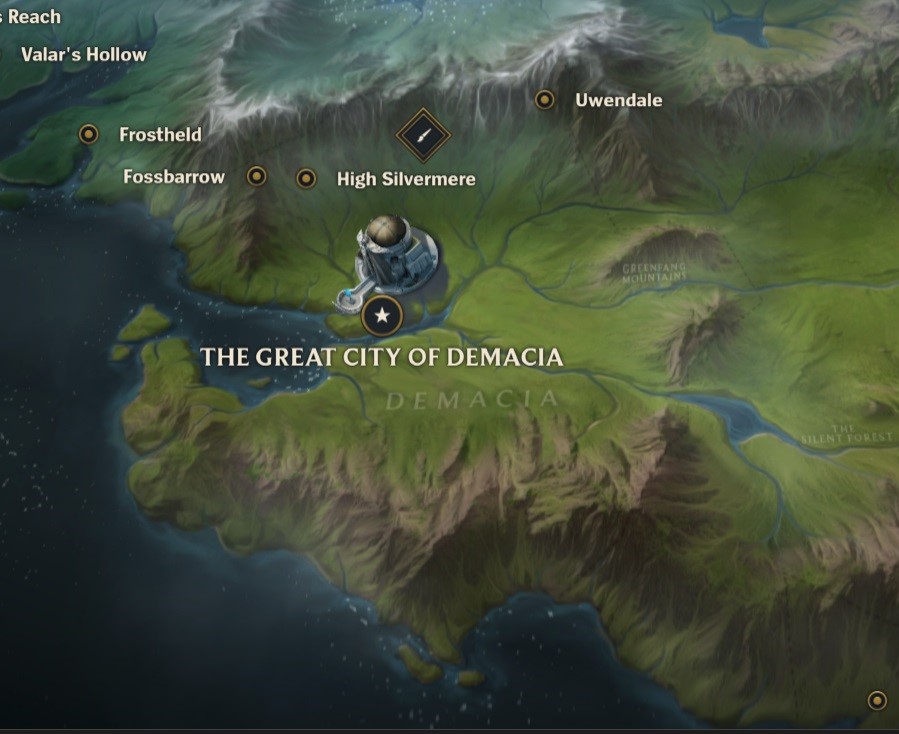 s Reach
Valar's Hollow
Uwendale
Frostheld
Fossbarrow
High Silvermere
GREENFANG
MOUNTAINS
THE GREAT CITY OF DEMACIA
DEMACIA
THE
SILENT FOREST